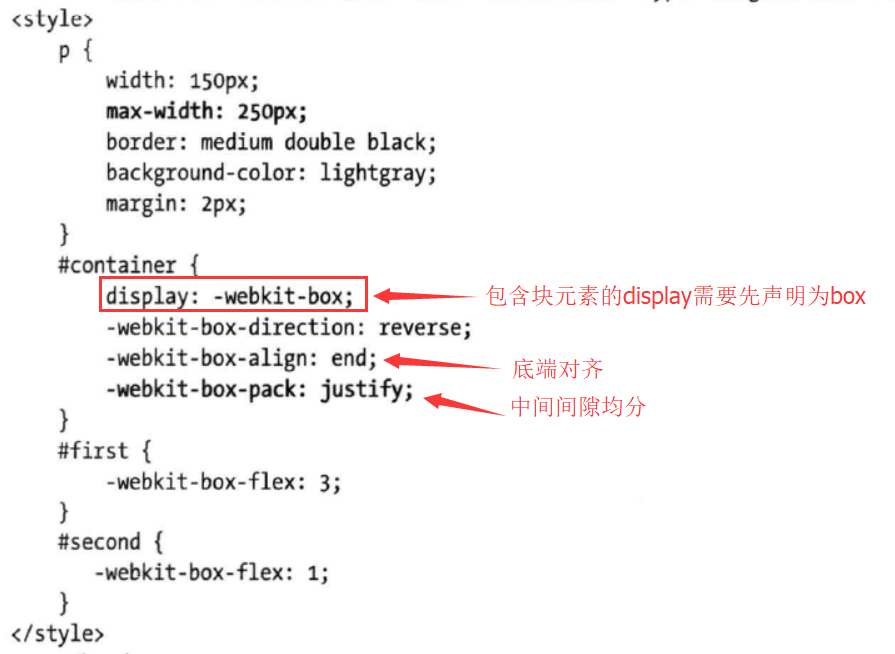 <style>
p {
width: 150px;
max-width: 250px;
border: medium double black;
background-color: lightgray;
margin: 2px;
}
#container {
display: -webkit-box; 包含块元素的display需要先声明为box
-webkit-box-direction: reverse;
-webkit-box-align: end; 底端对齐
-webkit-box-pack: justify; 中间间隙均分
}
#first {
-webkit-box-flex: 3;
}
#second {
-webkit-box-flex: 1;
}
</style>